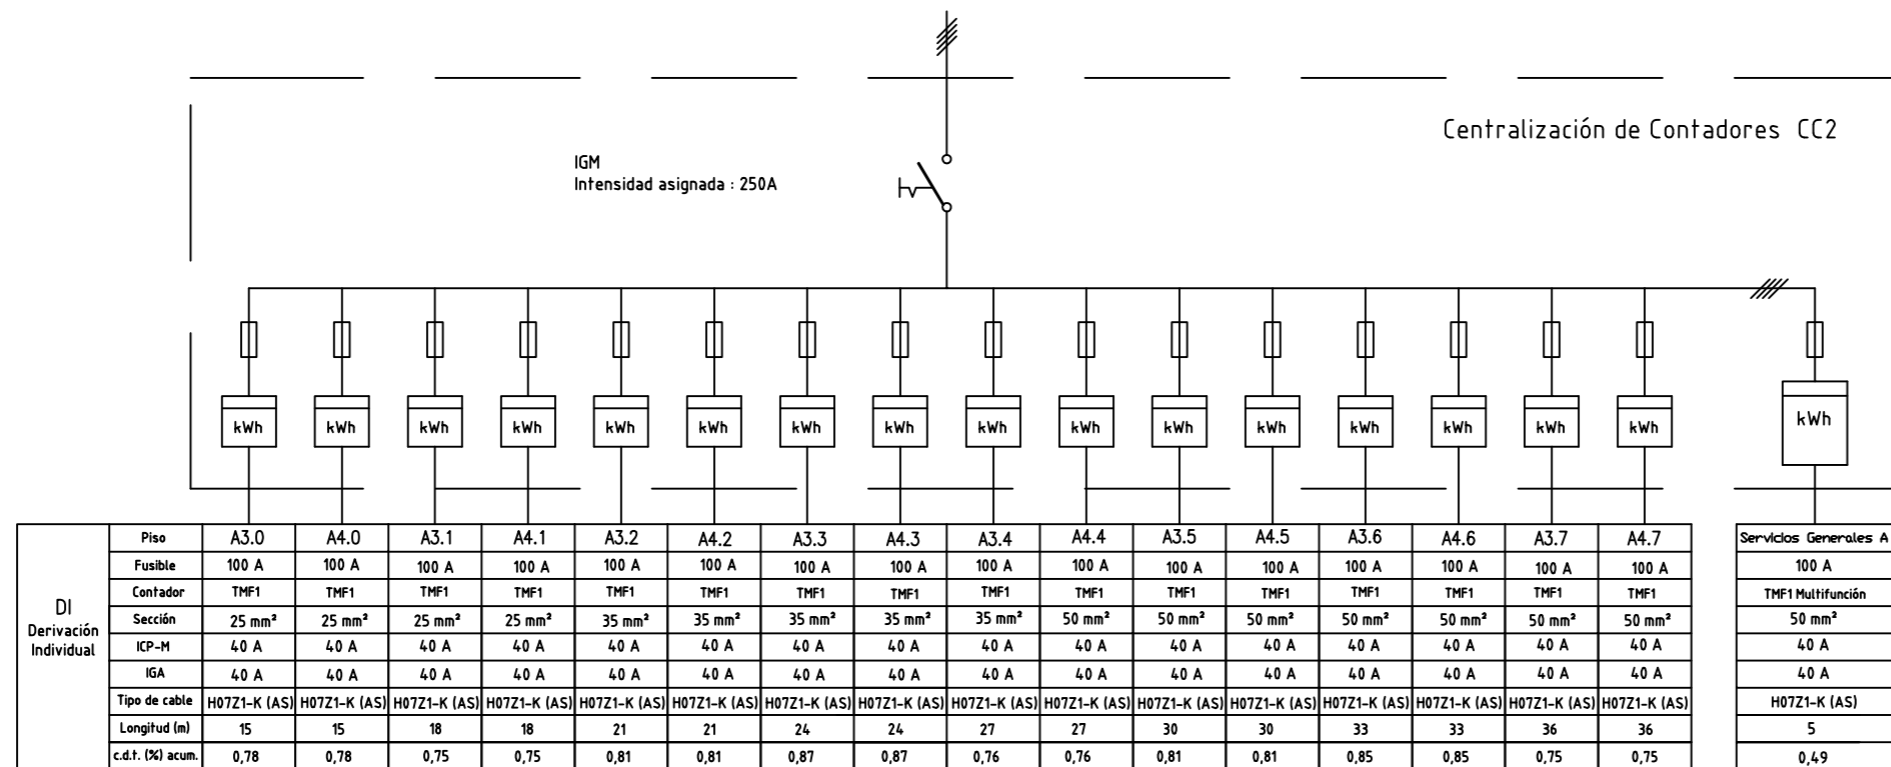 Centralización de Contadores CC2
IGM
Intensidad asignada : 250A
kWh kWh kWh kWh kWh kWh kWh kWh kWh kWh kWh kWh kWh kWh kWh kWh kWh
DI
Derivación
Individual
Piso A3.0 A4.0 A3.1 A4.1 A3.2 A4.2 A3.3 A4.3 A3.4 A4.4 A3.5 A4.5 A3.6 A4.6 A3.7 A4.7 Servicios Generales A
Fusible 100 A 100 A 100 A 100 A 100 A 100 A 100 A 100 A 100 A 100 A 100 A 100 A 100 A 100 A 100 A 100 A 100 A
Contador TMF1 TMF1 TMF1 TMF1 TMF1 TMF1 TMF1 TMF1 TMF1 TMF1 TMF1 TMF1 TMF1 TMF1 TMF1 TMF1 TMF1 Multifunción
Sección 25 mm² 25 mm² 25 mm² 25 mm² 35 mm² 35 mm² 35 mm² 35 mm² 35 mm² 50 mm² 50 mm² 50 mm² 50 mm² 50 mm² 50 mm² 50 mm² 50 mm²
ICP-M 40 A 40 A 40 A 40 A 40 A 40 A 40 A 40 A 40 A 40 A 40 A 40 A 40 A 40 A 40 A 40 A 40 A
IGA 40 A 40 A 40 A 40 A 40 A 40 A 40 A 40 A 40 A 40 A 40 A 40 A 40 A 40 A 40 A 40 A 40 A
Tipo de cable H07Z1-K (AS) H07Z1-K (AS) H07Z1-K (AS) H07Z1-K (AS) H07Z1-K (AS) H07Z1-K (AS) H07Z1-K (AS) H07Z1-K (AS) H07Z1-K (AS) H07Z1-K (AS) H07Z1-K (AS) H07Z1-K (AS) H07Z1-K (AS) H07Z1-K (AS) H07Z1-K (AS) H07Z1-K (AS) H07Z1-K (AS)
Longitud (m) 15 15 18 18 21 21 24 24 27 27 30 30 33 33 36 36 5
c.d.t. (%) acum. 0,78 0,78 0,75 0,75 0,81 0,81 0,87 0,87 0,76 0,76 0,81 0,81 0,85 0,85 0,75 0,75 0,49